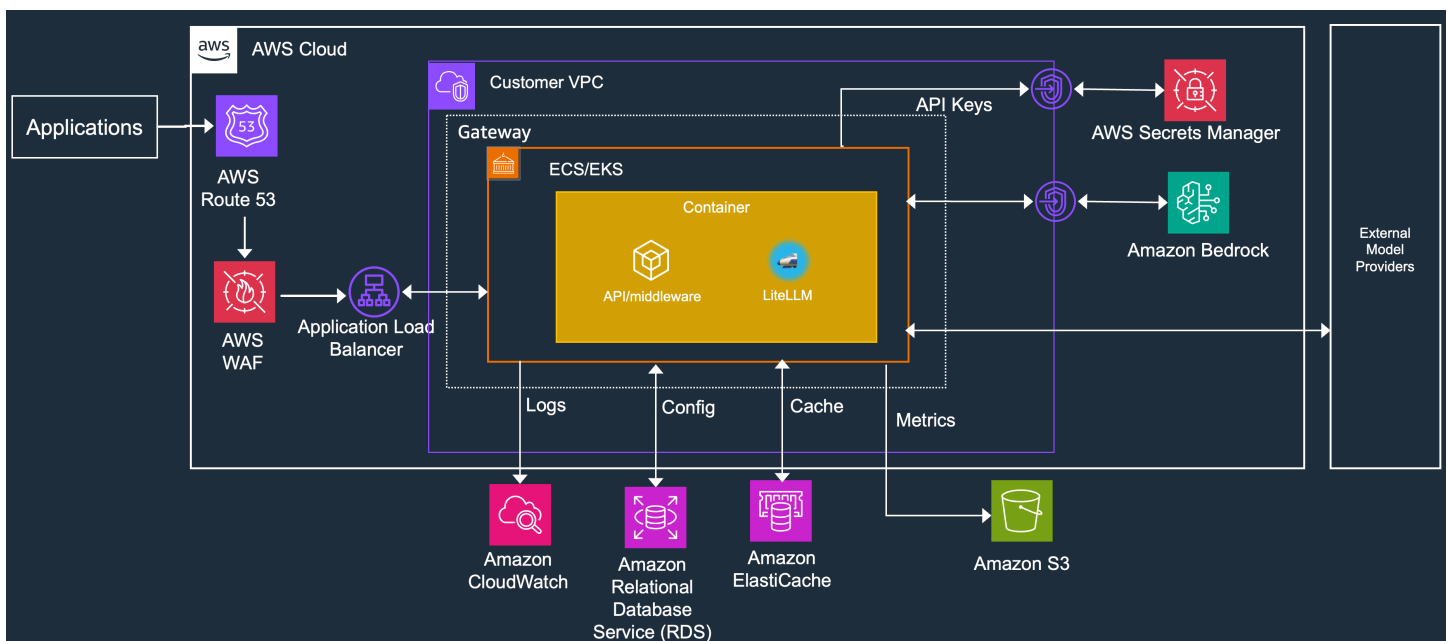 aws
AWS Cloud
Customer VPC
Applications
53
AWS
Route 53
AWS
WAF
Application Load
Balancer
Gateway
ECS/EKS
Container
API/middleware
LiteLLM
API Keys
AWS Secrets Manager
Amazon Bedrock
External
Model
Providers
Logs
Config
Cache
Metrics
Amazon
CloudWatch
Amazon
Relational
Database
Service (RDS)
Amazon
ElastiCache
Amazon S3